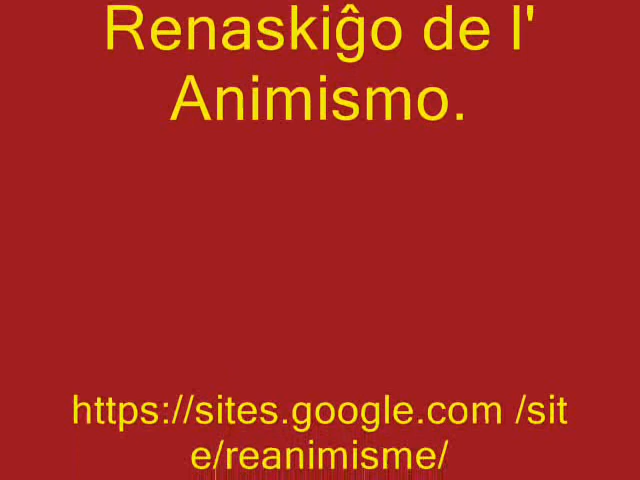 Renaskiĝo de l'
Animismo.
https://sites.google.com /sit
e/reanimisme/